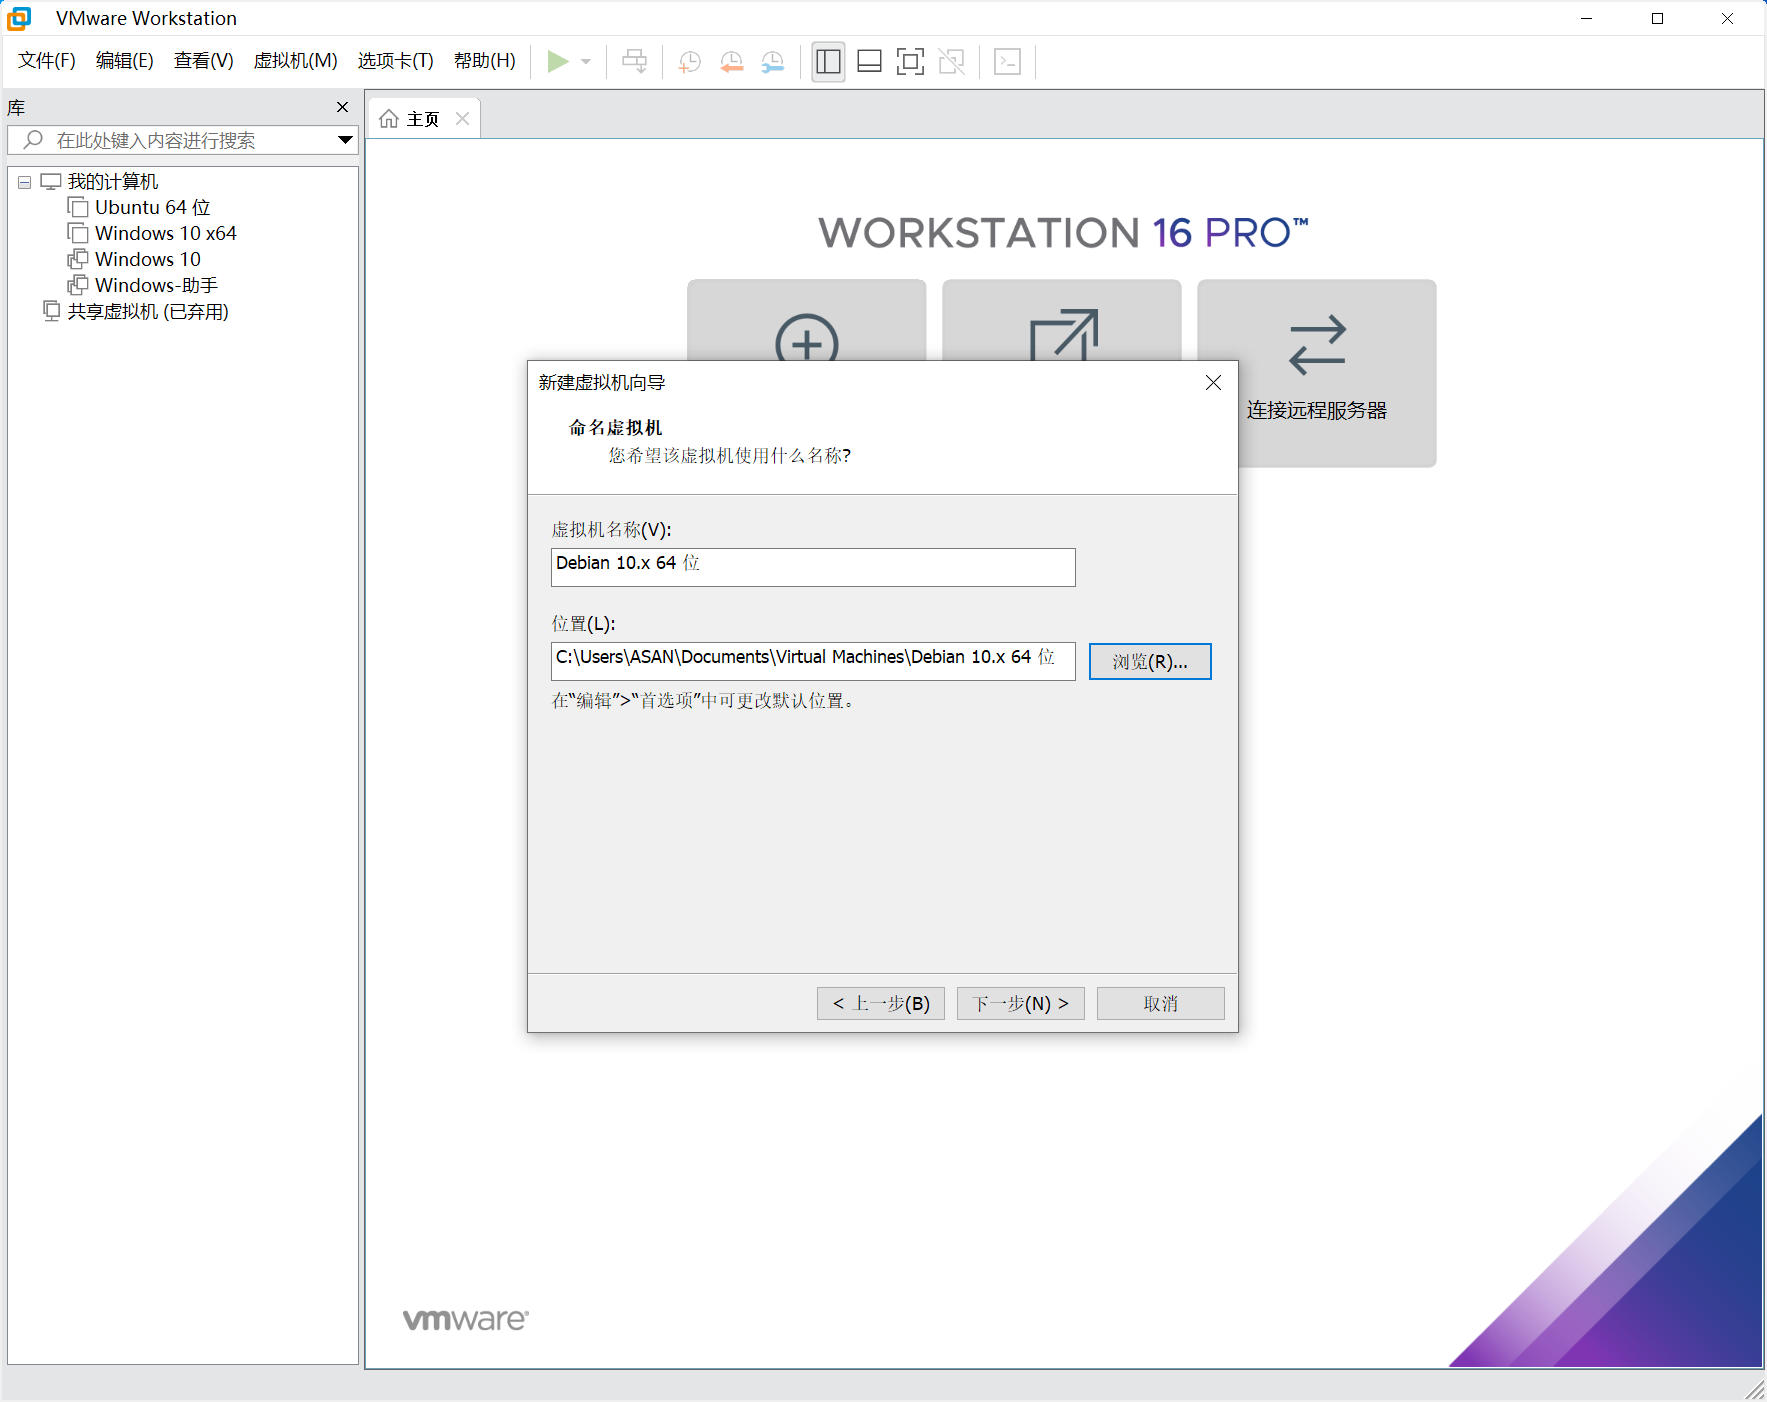 VMware Workstation
文件(F) 编辑(E) 查看(V) 虚拟机(M) 选项卡(T) 帮助(H)
库
在此处键入内容进行搜索
我的计算机
Ubuntu 64 位
Windows 10 x64
Windows 10
Windows-助手
共享虚拟机 (已弃用)
主页
WORKSTATION 16 PRO™
连接远程服务器
新建虚拟机向导
命名虚拟机
您希望该虚拟机使用什么名称?
虚拟机名称(V):
Debian 10.x 64 位
位置(L):
C:\Users\ASAN\Documents\Virtual Machines\Debian 10.x 64 位
浏览(R)...
在“编辑”>“首选项”中可更改默认位置。
< 上一步(B) 下一步(N) > 取消
vmware®